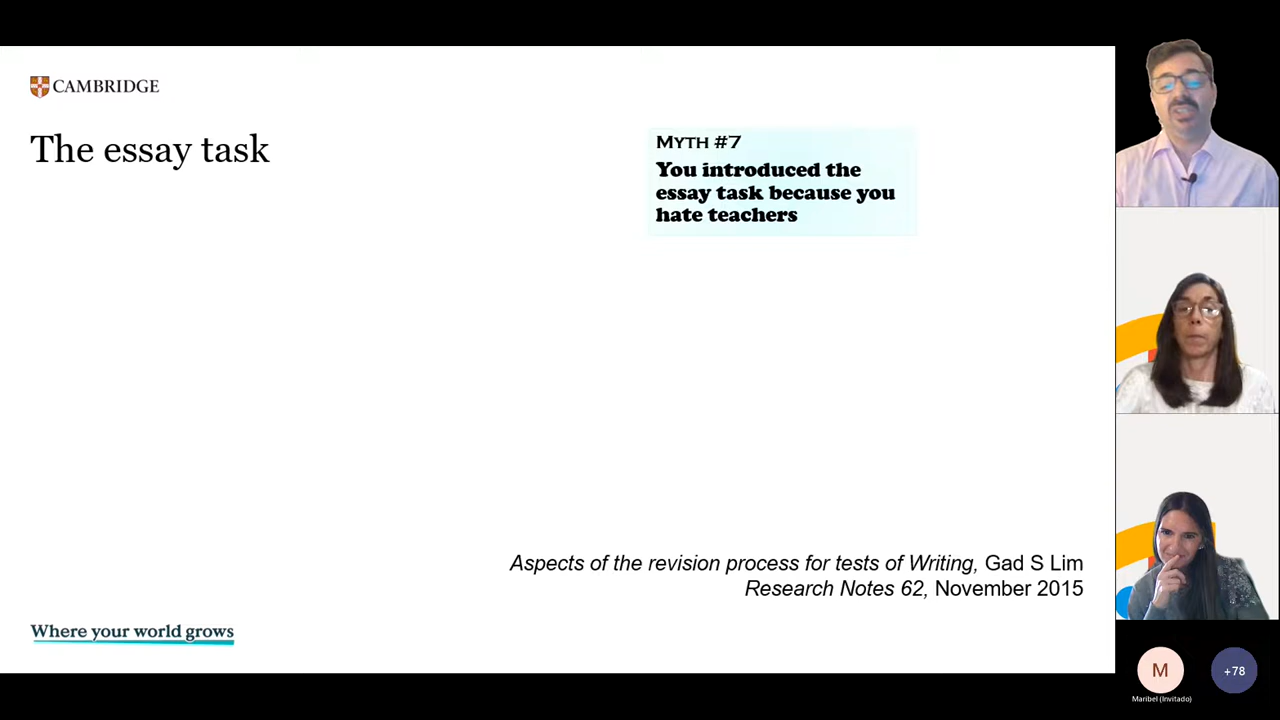 CAMBRIDGE
The essay task
MYTH #7
You introduced the
essay task because you
hate teachers
Aspects of the revision process for tests of Writing, Gad S Lim
Research Notes 62, November 2015
Where your world grows
M
+78
Maribel (Invitado)